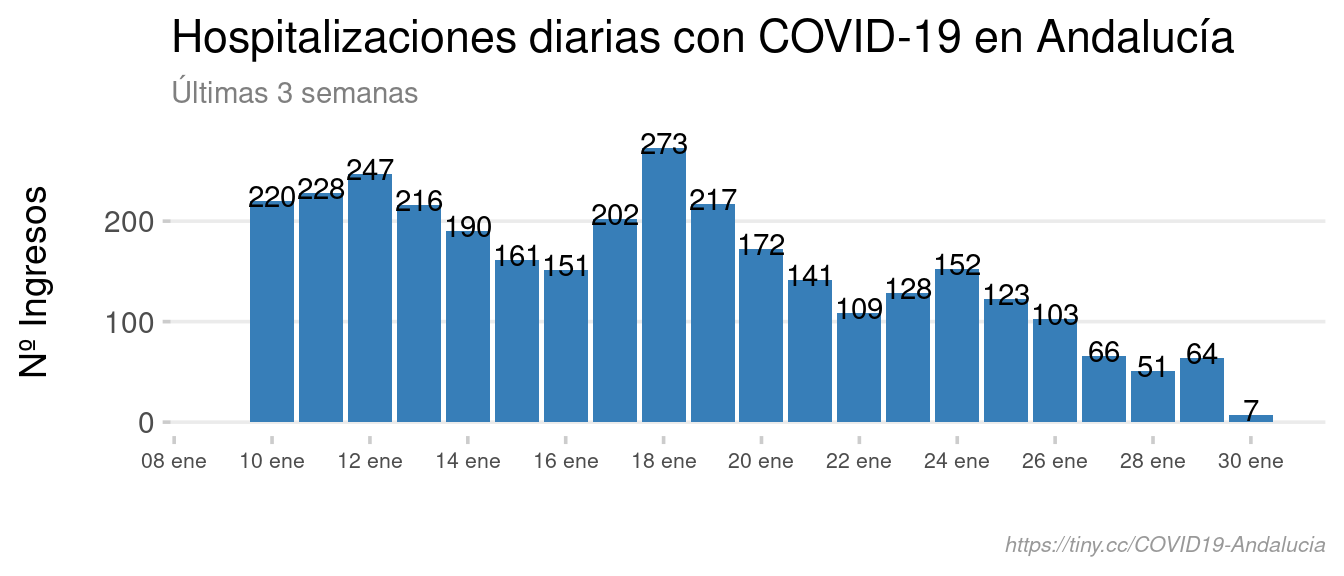 Hospitalizaciones diarias con COVID-19 en Andalucía
Últimas 3 semanas
Nº Ingresos
200
100
0
220
228
247
216
190
161
151
202
273
217
172
141
109
128
152
123
103
66
51
64
7
08 ene
10 ene
12 ene
14 ene
16 ene
18 ene
20 ene
22 ene
24 ene
26 ene
28 ene
30 ene
https://tiny.cc/COVID19-Andalucia